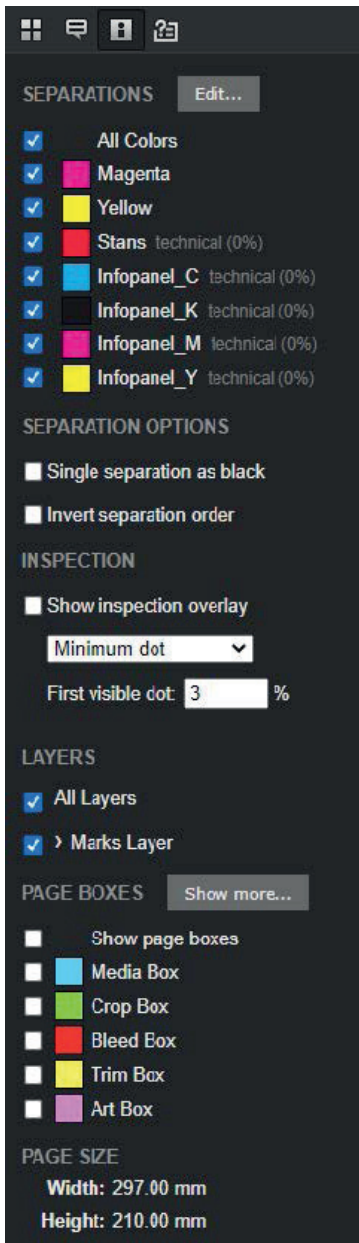 SEPARATIONS Edit...
All Colors
Magenta
Yellow
Stans technical (0%)
Infopanel_C technical (0%)
Infopanel_K technical (0%)
Infopanel_M technical (0%)
Infopanel_Y technical (0%)
SEPARATION OPTIONS
Single separation as black
Invert separation order
INSPECTION
Show inspection overlay
Minimum dot
First visible dot: 3 %
LAYERS
All Layers
› Marks Layer
PAGE BOXES Show more...
Show page boxes
Media Box
Crop Box
Bleed Box
Trim Box
Art Box
PAGE SIZE
Width: 297.00 mm
Height: 210.00 mm